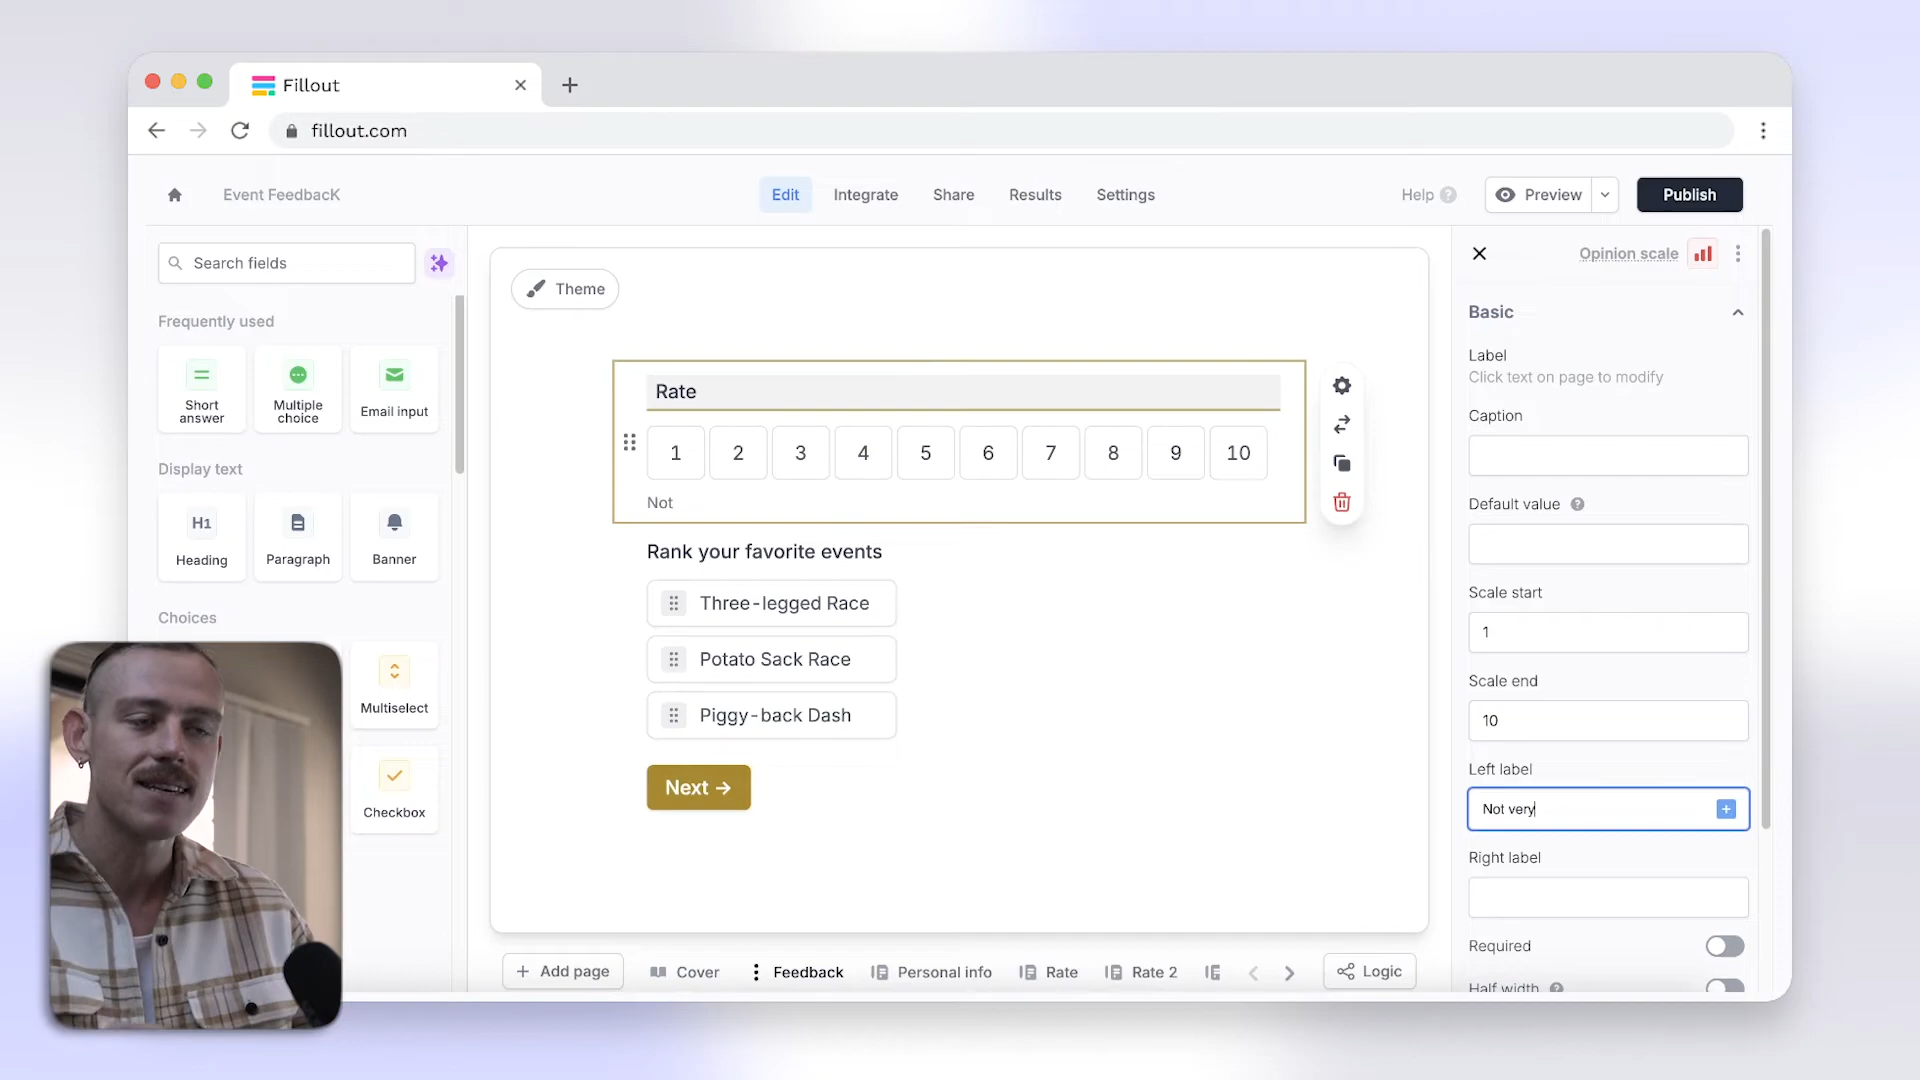 Fillout
fillout.com
Event FeedbacK
Edit
Integrate
Share
Results
Settings
Help
Preview
Publish
Search fields
Frequently used
Short answer
Multiple choice
Email input
Display text
H1
Heading
Paragraph
Banner
Choices
Multiselect
Checkbox
Theme
Rate
1 2 3 4 5 6 7 8 9 10
Not
Rank your favorite events
Three-legged Race
Potato Sack Race
Piggy-back Dash
Next →
Add page
Cover
Feedback
Personal info
Rate
Rate 2
Logic
Opinion scale
Basic
Label
Click text on page to modify
Caption
Default value
Scale start
1
Scale end
10
Left label
Not very
Right label
Required
Half width